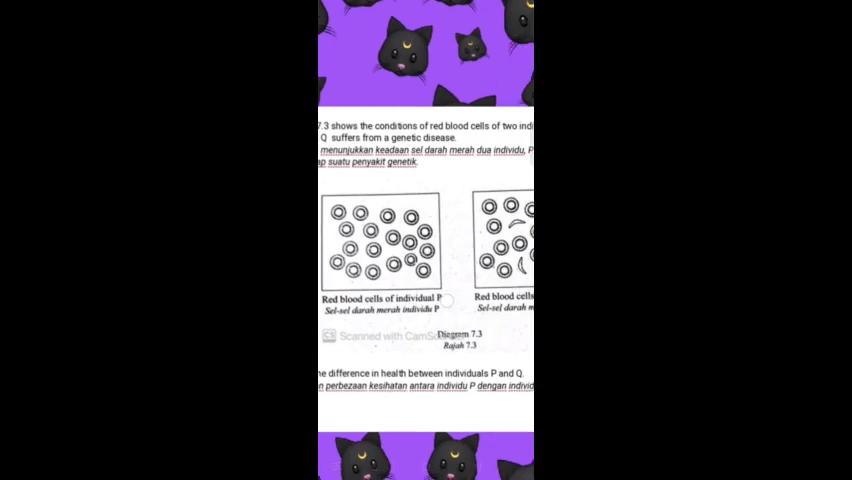 7.3 shows the conditions of red blood cells of two indi
Q suffers from a genetic disease.
menunjukkan keadaan sel darah merah dua individu, P
ap suatu penyakit genetik.
Red blood cells of individual P
Sel-sel darah merah individu P
Red blood cells
Sel-sel darah m
CS Scanned with CamSc
Diagram 7.3
Rajah 7.3
he difference in health between individuals P and Q.
n perbezaan kesihatan antara individu P dengan individ